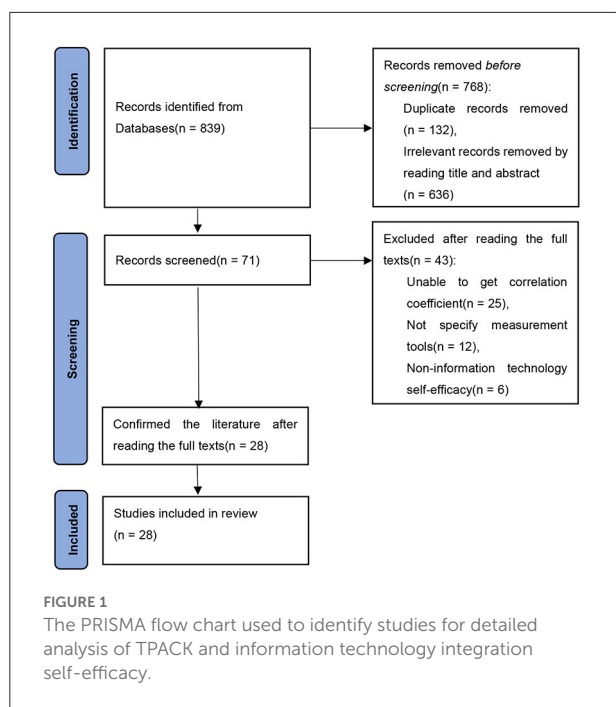 Identification
Records identified from
Databases(n = 839)
Records removed before
screening(n = 768):
Duplicate records removed
(n = 132),
Irrelevant records removed by
reading title and abstract
(n = 636)
Screening
Records screened(n = 71)
Excluded after reading the full
texts(n = 43):
Unable to get correlation
coefficient(n = 25),
Not specify measurement
tools(n = 12),
Non-information technology
self-efficacy(n = 6)
Confirmed the literature after
reading the full texts(n = 28)
Included
Studies included in review
(n = 28)
FIGURE 1
The PRISMA flow chart used to identify studies for detailed
analysis of TPACK and information technology integration
self-efficacy.